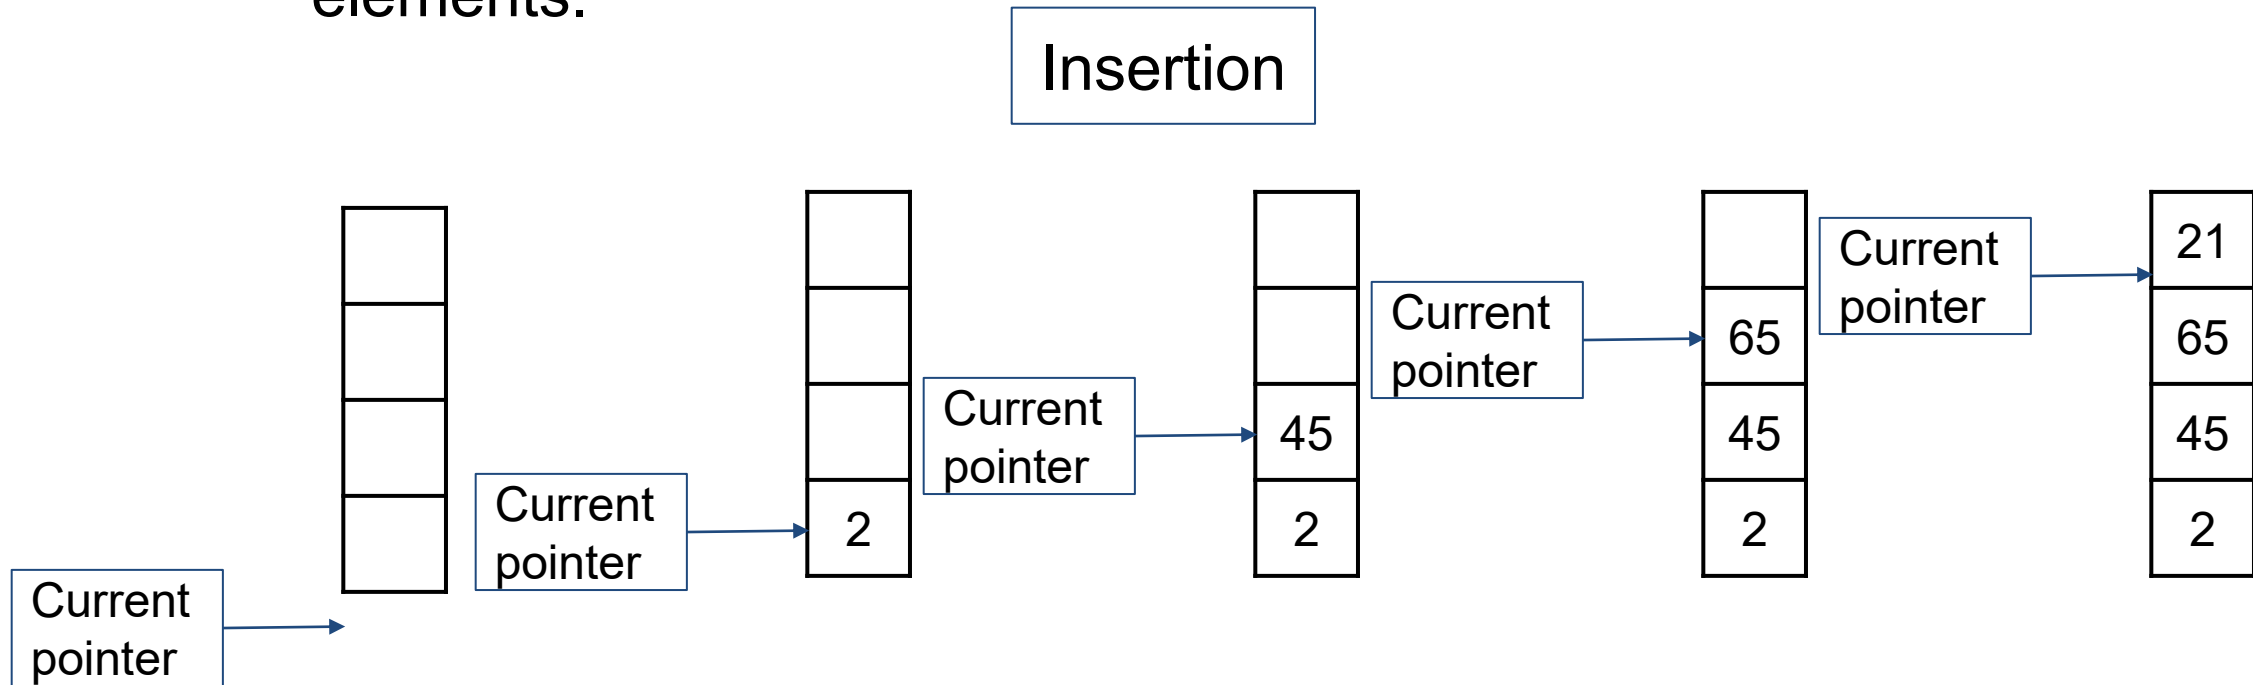 elements.
Insertion
Current
pointer
Current
pointer
2
Current
pointer
45
2
Current
pointer
65
45
2
Current
pointer
21
65
45
2